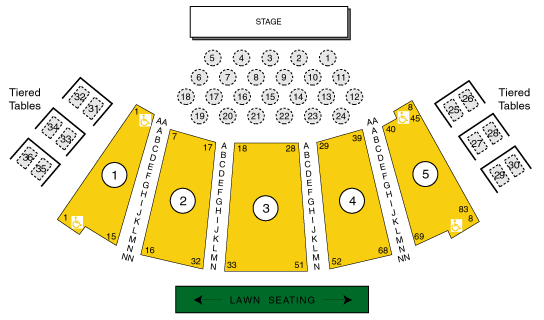 STAGE
5 4 3 2 1
6 7 8 9 10 11
18 17 16 15 14 13 12
19 20 21 22 23 24
Tiered
Tables
32 31
34 33
36 35
Tiered
Tables
25 26
27 28
29 30
1
1
1
15
AA
A
B
C
D
E
F
G
H
I
J
K
L
M
N
NN
7 17
2
16 32
A
B
C
D
E
F
G
H
I
J
K
L
M
N
18 28
3
33 51
A
B
C
D
E
F
G
H
I
J
K
L
M
N
29 39
4
52 68
AA
A
B
C
D
E
F
G
H
I
J
K
L
M
N
NN
8
40 45
5
83
8
69
LAWN SEATING